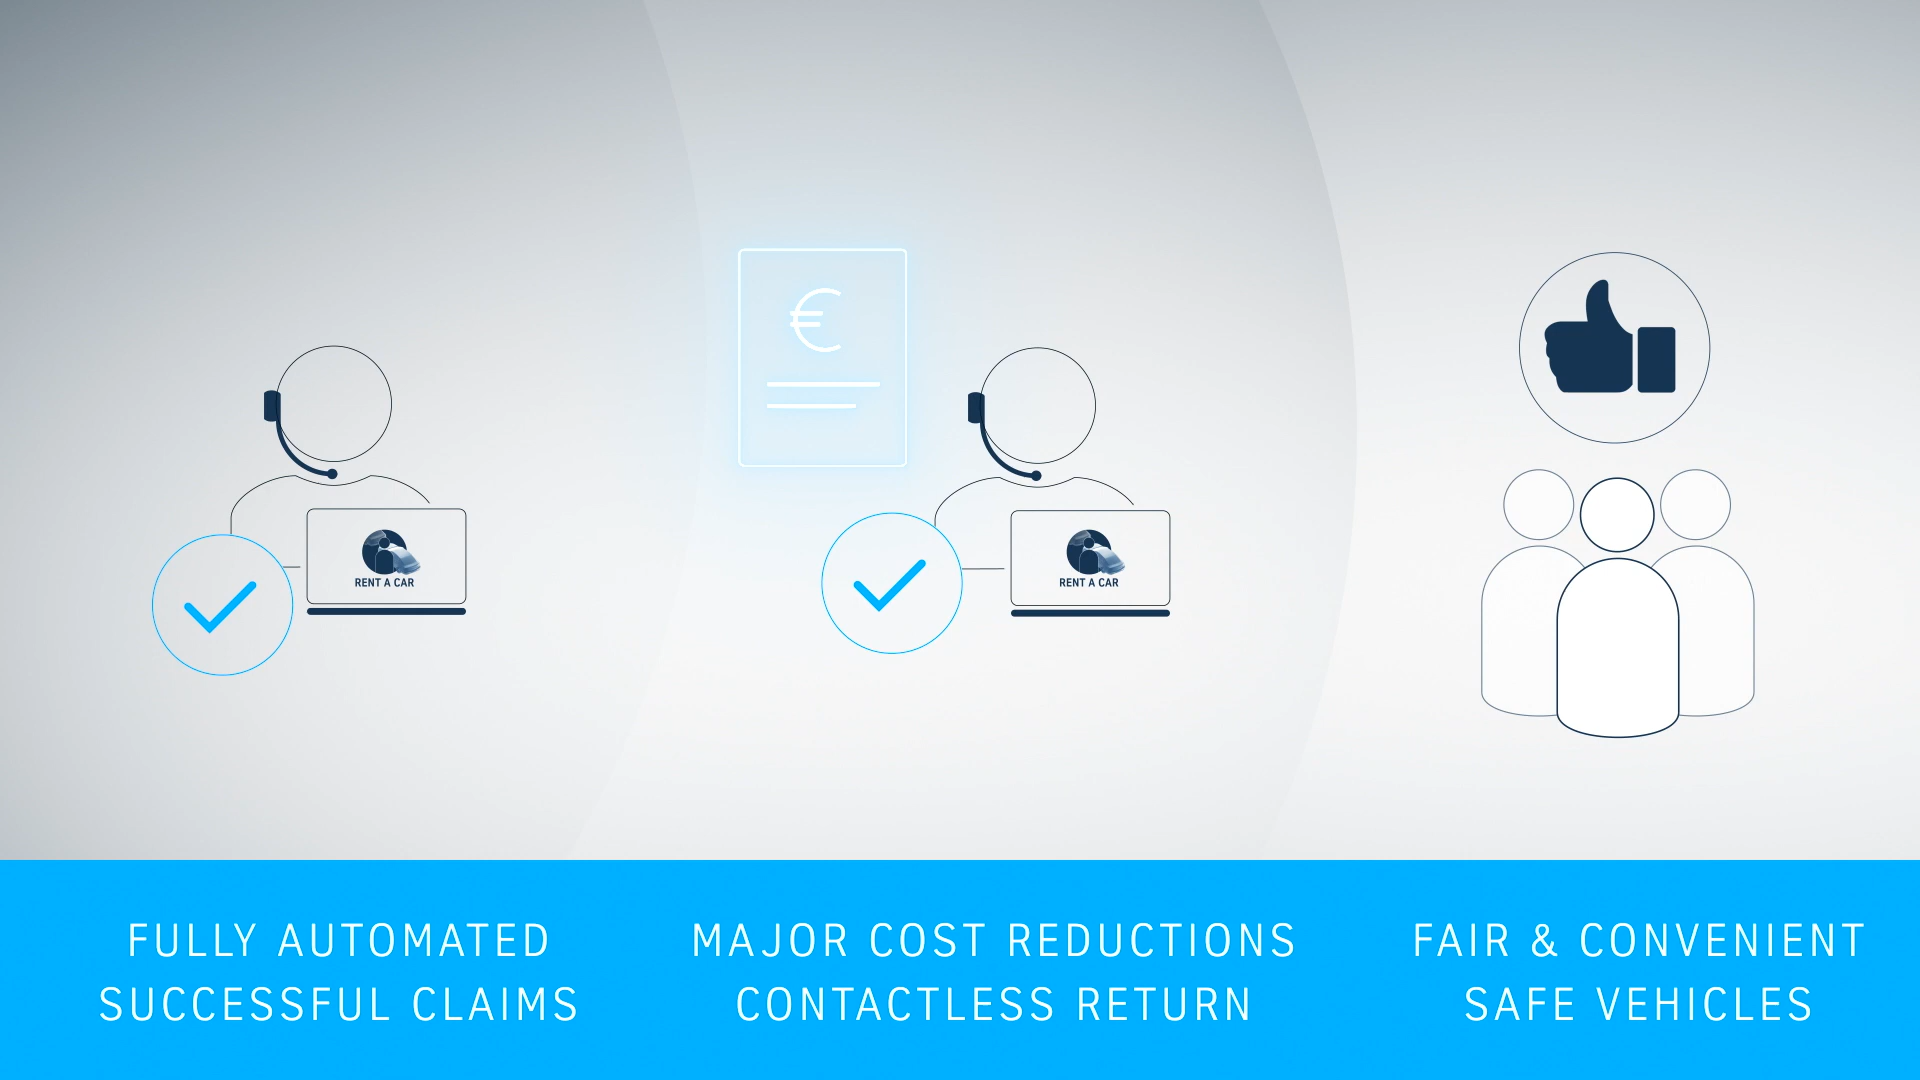 €
RENT A CAR
RENT A CAR
FULLY AUTOMATED
SUCCESSFUL CLAIMS
MAJOR COST REDUCTIONS
CONTACTLESS RETURN
FAIR & CONVENIENT
SAFE VEHICLES